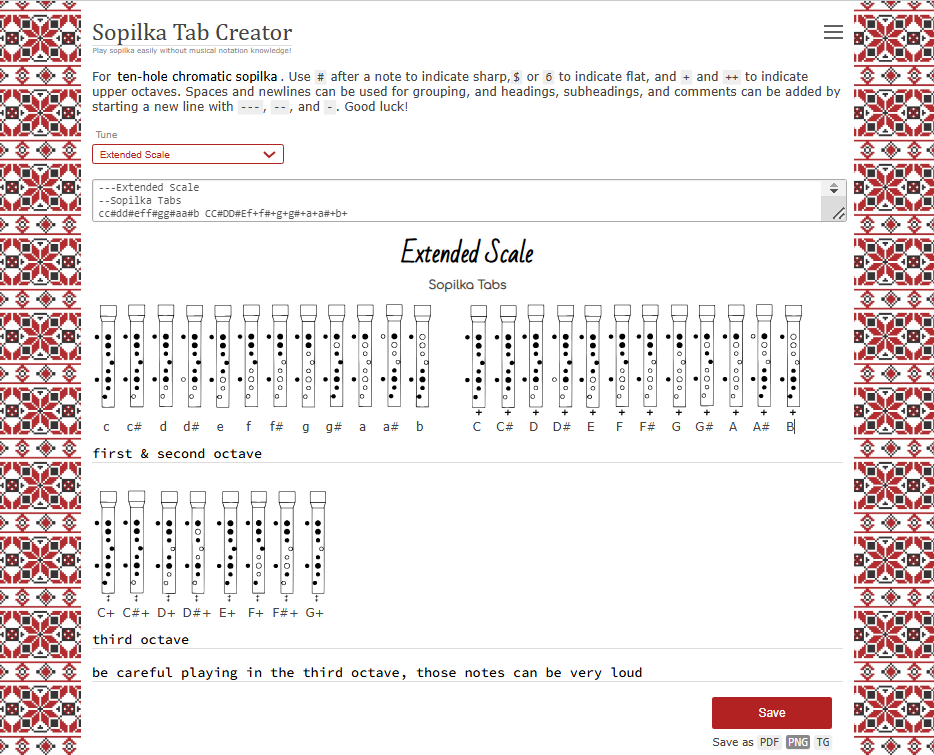 Sopilka Tab Creator
Play sopilka easily without musical notation knowledge!
For ten-hole chromatic sopilka . Use # after a note to indicate sharp, $ or б to indicate flat, and + and ++ to indicate
upper octaves. Spaces and newlines can be used for grouping, and headings, subheadings, and comments can be added by
starting a new line with ---, --, and -. Good luck!
Tune
Extended Scale
---Extended Scale
--Sopilka Tabs
cc#dd#eff#gg#aa#b CC#DD#Ef+f#+g+g#+a+a#+b+
Extended Scale
Sopilka Tabs
+ + + + + + + + + + + +
c c# d d# e f f# g g# a a# b C C# D D# E F F# G G# A A# B
first & second octave
C+ C#+ D+ D#+ E+ F+ F#+ G+
third octave
be careful playing in the third octave, those notes can be very loud
Save
Save as PDF PNG TG